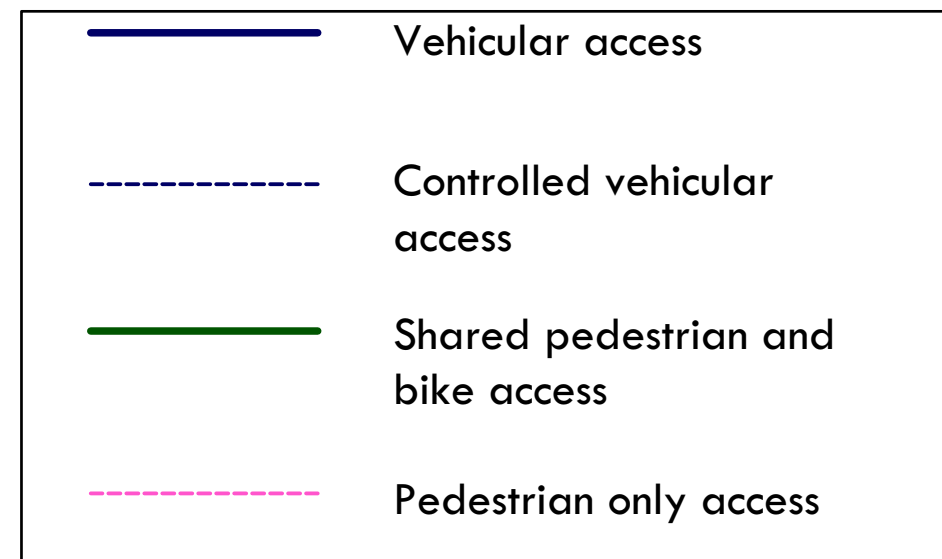 Vehicular access
Controlled vehicular
access
Shared pedestrian and
bike access
Pedestrian only access